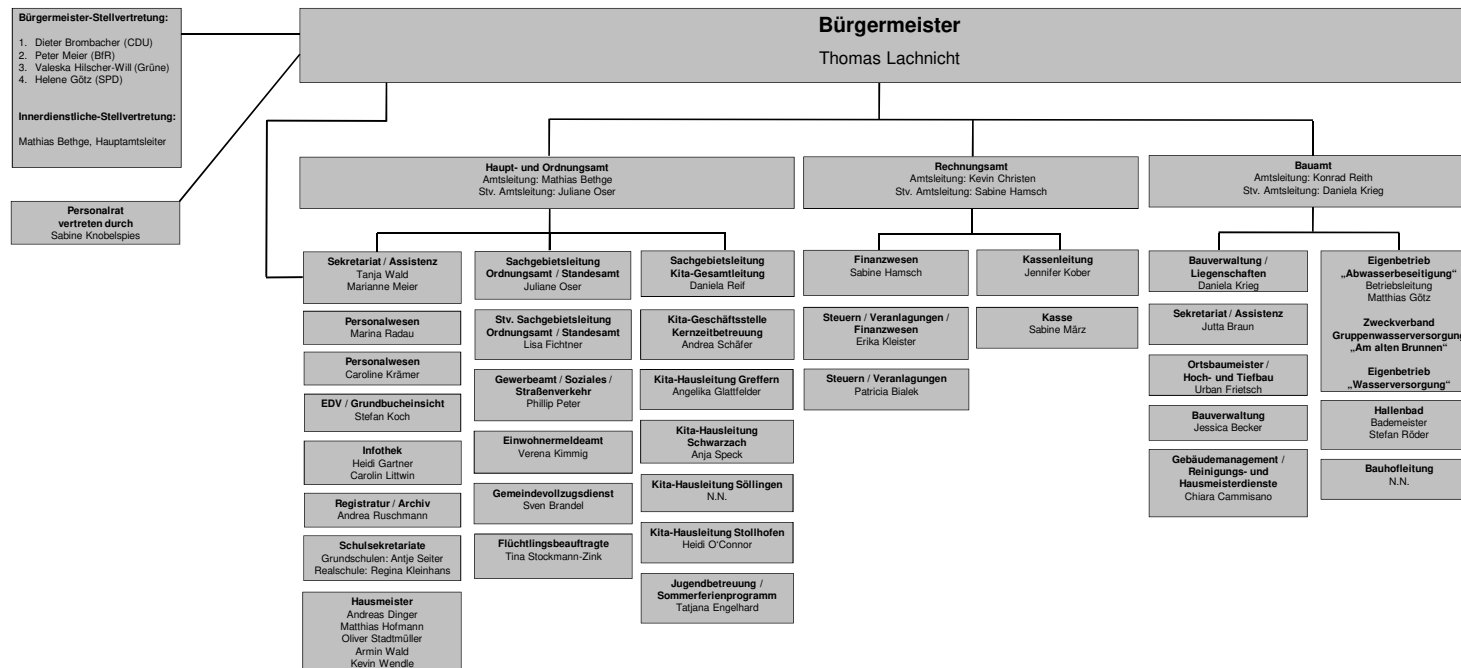 Bürgermeister-Stellvertretung:
1. Dieter Brombacher (CDU)
2. Peter Meier (BfR)
3. Valeska Hilscher-Will (Grüne)
4. Helene Götz (SPD)
Innerdienstliche-Stellvertretung:
Mathias Bethge, Hauptamtsleiter
Bürgermeister
Thomas Lachnicht
Personalrat
vertreten durch
Sabine Knobelspies
Haupt- und Ordnungsamt
Amtsleitung: Mathias Bethge
Stv. Amtsleitung: Juliane Oser
Rechnungsamt
Amtsleitung: Kevin Christen
Stv. Amtsleitung: Sabine Hamsch
Bauamt
Amtsleitung: Konrad Reith
Stv. Amtsleitung: Daniela Krieg
Sekretariat / Assistenz
Tanja Wald
Marianne Meier
Personalwesen
Marina Radau
Personalwesen
Caroline Krämer
EDV / Grundbucheinsicht
Stefan Koch
Infothek
Heidi Gartner
Carolin Littwin
Registratur / Archiv
Andrea Ruschmann
Schulsekretariate
Grundschulen: Antje Seiter
Realschule: Regina Kleinhans
Hausmeister
Andreas Dinger
Matthias Hofmann
Oliver Stadtmüller
Armin Wald
Kevin Wendle
Sachgebietsleitung
Ordnungsamt / Standesamt
Juliane Oser
Stv. Sachgebietsleitung
Ordnungsamt / Standesamt
Lisa Fichtner
Gewerbeamt / Soziales /
Straßenverkehr
Phillip Peter
Einwohnermeldeamt
Verena Kimmig
Gemeindevollzugsdienst
Sven Brandel
Flüchtlingsbeauftragte
Tina Stockmann-Zink
Sachgebietsleitung
Kita-Gesamtleitung
Daniela Reif
Kita-Geschäftsstelle
Kernzeitbetreuung
Andrea Schäfer
Kita-Hausleitung Greffern
Angelika Glattfelder
Kita-Hausleitung
Schwarzach
Anja Speck
Kita-Hausleitung Söllingen
N.N.
Kita-Hausleitung Stollhofen
Heidi O'Connor
Jugendbetreuung /
Sommerferienprogramm
Tatjana Engelhard
Finanzwesen
Sabine Hamsch
Steuern / Veranlagungen /
Finanzwesen
Erika Kleister
Steuern / Veranlagungen
Patricia Bialek
Kassenleitung
Jennifer Kober
Kasse
Sabine März
Bauverwaltung /
Liegenschaften
Daniela Krieg
Sekretariat / Assistenz
Jutta Braun
Ortsbaumeister /
Hoch- und Tiefbau
Urban Frietsch
Bauverwaltung
Jessica Becker
Gebäudemanagement /
Reinigungs- und
Hausmeisterdienste
Chiara Cammisano
Eigenbetrieb
„Abwasserbeseitigung“
Betriebsleitung
Matthias Götz
Zweckverband
Gruppenwasserversorgung
„Am alten Brunnen“
Eigenbetrieb
„Wasserversorgung“
Hallenbad
Bademeister
Stefan Röder
Bauhofleitung
N.N.